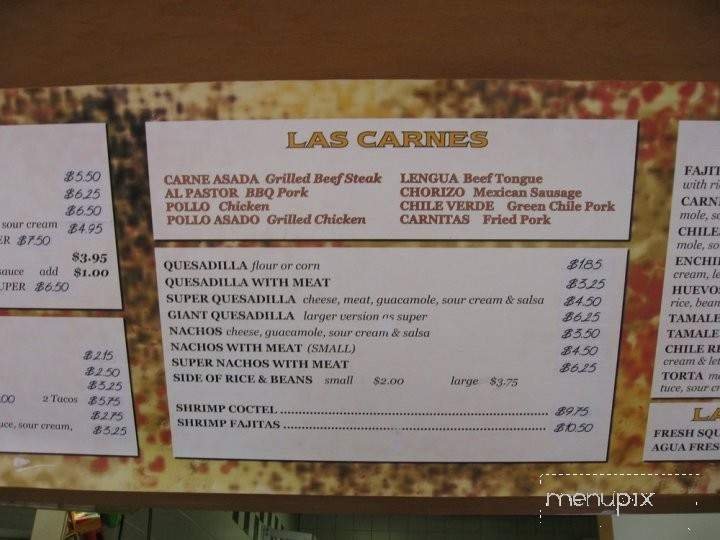 $5.50
$6.25
$6.50
sour cream $4.95
ER $7.50
$3.95
sauce add $1.00
UPER $6.50
$2.15
$2.50
$3.25
.00 2 Tacos $5.75
$2.75
uce, sour cream, $3.25
LAS CARNES
CARNE ASADA Grilled Beef Steak
AL PASTOR BBQ Pork
POLLO Chicken
POLLO ASADO Grilled Chicken
LENGUA Beef Tongue
CHORIZO Mexican Sausage
CHILE VERDE Green Chile Pork
CARNITAS Fried Pork
QUESADILLA flour or corn $1.85
QUESADILLA WITH MEAT $3.25
SUPER QUESADILLA cheese, meat, guacamole, sour cream & salsa $4.50
GIANT QUESADILLA larger version as super $6.25
NACHOS cheese, guacamole, sour cream & salsa $3.50
NACHOS WITH MEAT (SMALL) $4.50
SUPER NACHOS WITH MEAT $6.25
SIDE OF RICE & BEANS small $2.00 large $3.75
SHRIMP COCTEL $9.75
SHRIMP FAJITAS $10.50
FAJIT
with ri
CARN
mole, so
CHILE
mole, so
ENCHI
cream, le
HUEVO
rice, bean
TAMALE
TAMALE
CHILE RE
cream & let
TORTA me
tuce, sour cr
LA
FRESH SQU
AGUA FRES
menupix